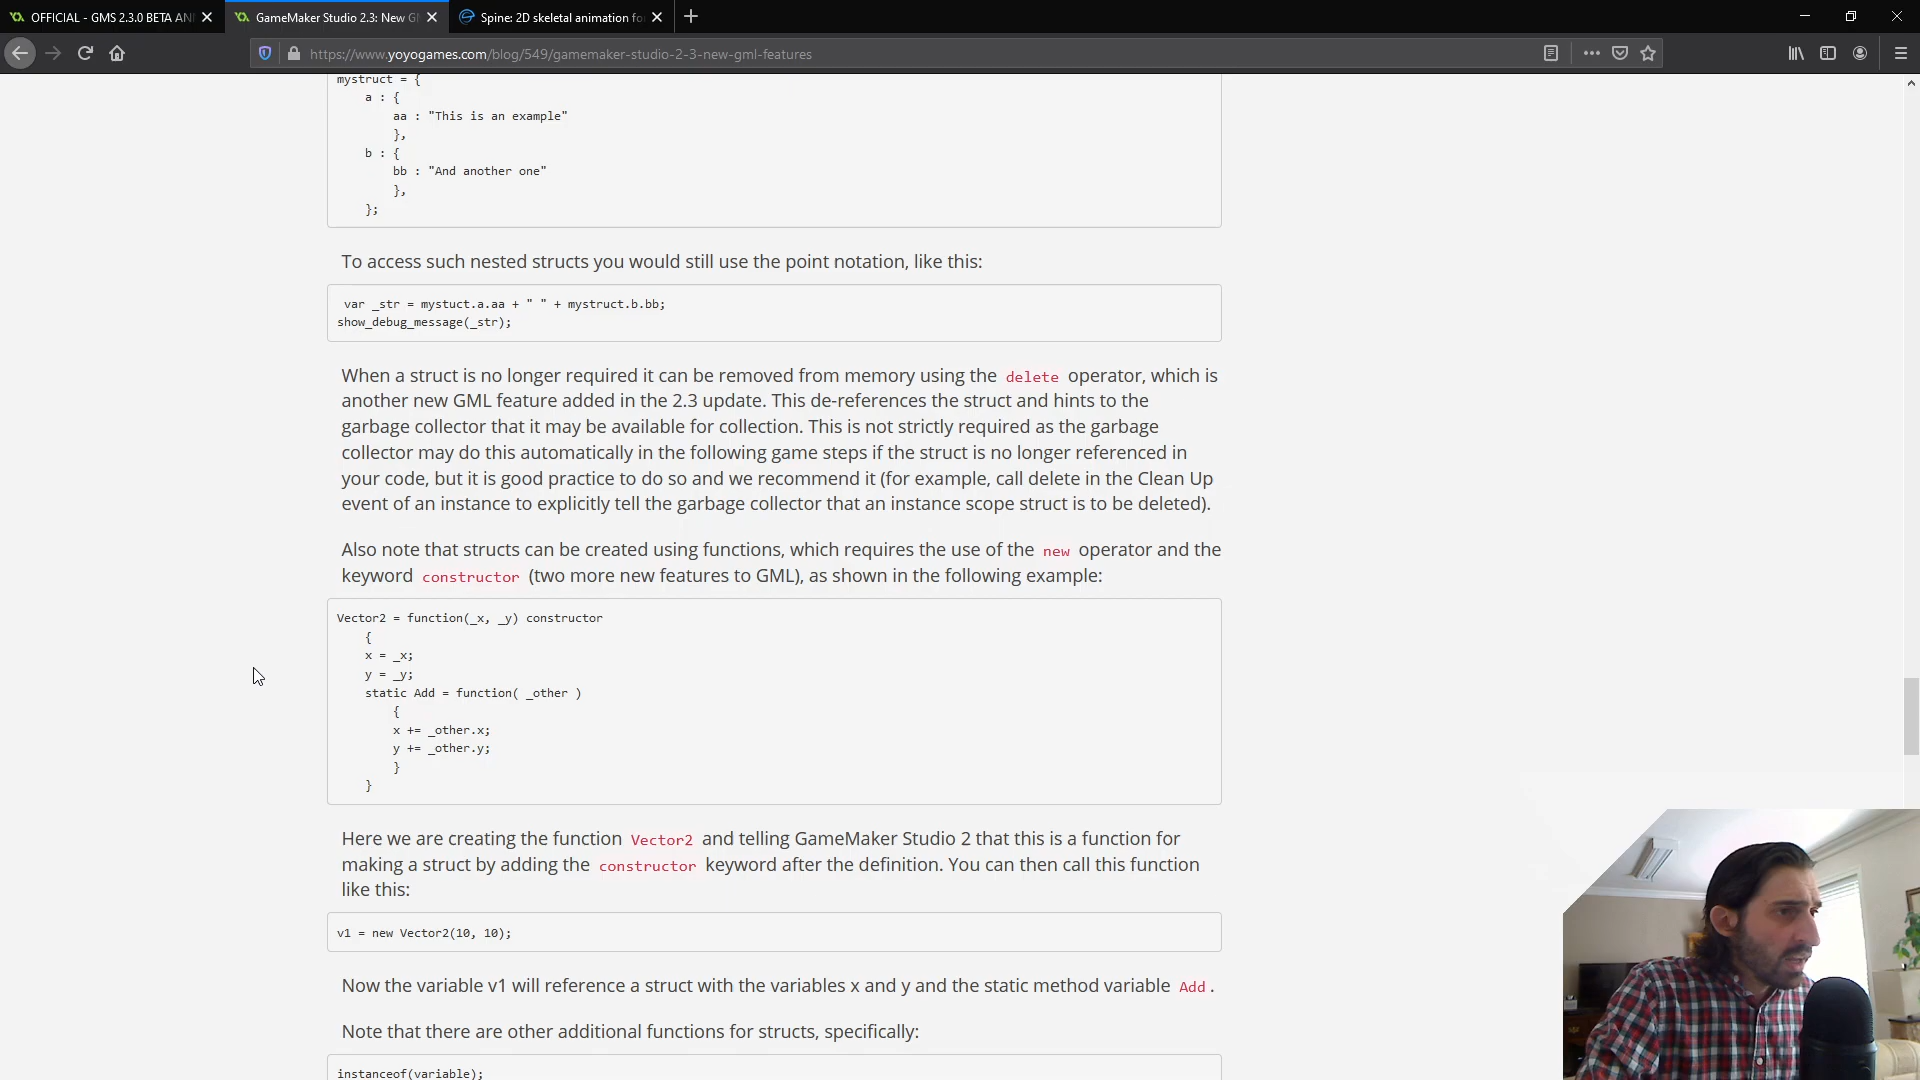 OFFICIAL - GMS 2.3.0 BETA AN
GameMaker Studio 2.3: New G
Spine: 2D skeletal animation fo
https://www.yoyogames.com/blog/549/gamemaker-studio-2-3-new-gml-features
mystruct = {
a : {
aa : "This is an example"
},
b : {
bb : "And another one"
},
};
To access such nested structs you would still use the point notation, like this:
var _str = mystuct.a.aa + " " + mystruct.b.bb;
show_debug_message(_str);
When a struct is no longer required it can be removed from memory using the delete operator, which is
another new GML feature added in the 2.3 update. This de-references the struct and hints to the
garbage collector that it may be available for collection. This is not strictly required as the garbage
collector may do this automatically in the following game steps if the struct is no longer referenced in
your code, but it is good practice to do so and we recommend it (for example, call delete in the Clean Up
event of an instance to explicitly tell the garbage collector that an instance scope struct is to be deleted).
Also note that structs can be created using functions, which requires the use of the new operator and the
keyword constructor (two more new features to GML), as shown in the following example:
Vector2 = function(_x, _y) constructor
{
x = _x;
y = _y;
static Add = function( _other )
{
x += _other.x;
y += _other.y;
}
}
Here we are creating the function Vector2 and telling GameMaker Studio 2 that this is a function for
making a struct by adding the constructor keyword after the definition. You can then call this function
like this:
v1 = new Vector2(10, 10);
Now the variable v1 will reference a struct with the variables x and y and the static method variable Add.
Note that there are other additional functions for structs, specifically:
instanceof(variable);